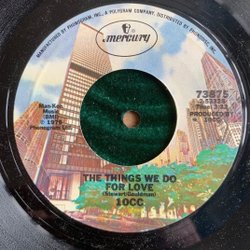 MANUFACTURED BY PHONOGRAM, INC., A POLYGRAM COMPANY, DISTRIBUTED BY PHONODISC, INC.
mercury
73875
Man-Ken
Music
(BMI)
℗ 1976
Phonogram Ltd.
PRODUCED BY
10CC
THE THINGS WE DO
FOR LOVE
(Stewart/Gouldman)
10CC